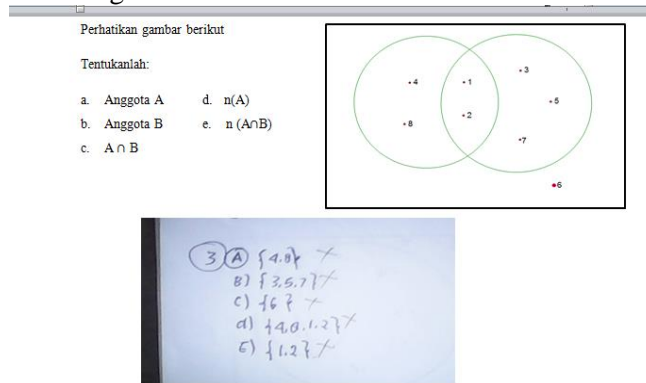 Perhatikan gambar berikut
Tentukanlah:
a. Anggota A d. n(A)
b. Anggota B e. n (A∩B)
c. A ∩ B
4
8
1
2
3
5
7
6
3 A {4.8} ×
B) {3.5.7} ×
C) {6} ×
d) {4.8.1.2} ×
E) {1.2} ×